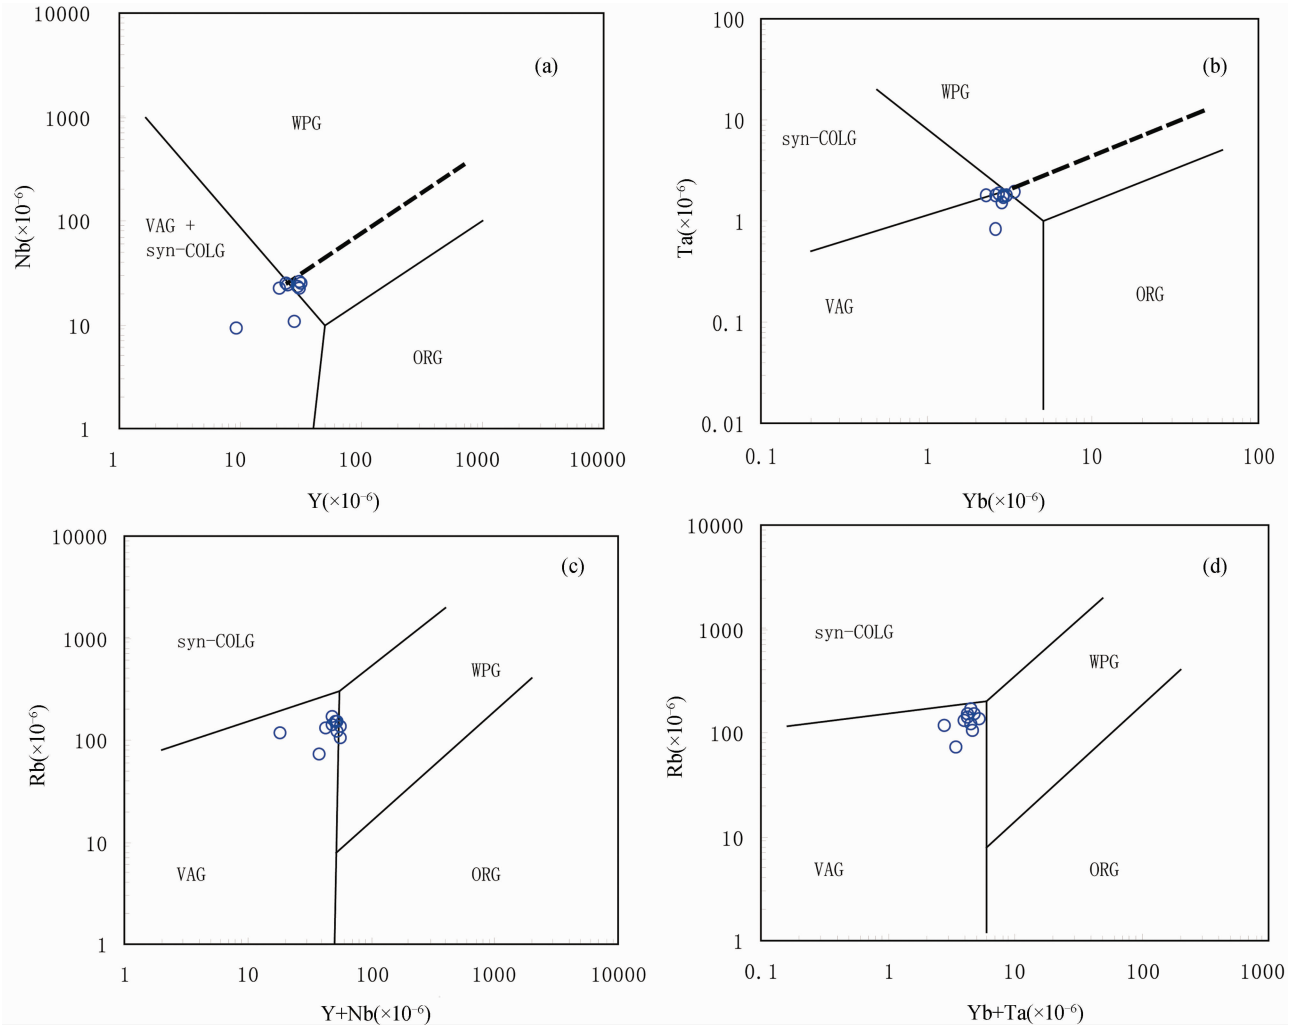 (a)
10000
1000
100
10
1
Nb(×10⁻⁶)
WPG
VAG +
syn-COLG
ORG
1 10 100 1000 10000
Y(×10⁻⁶)
(b)
100
10
1
0.1
0.01
Ta(×10⁻⁶)
WPG
syn-COLG
VAG
ORG
0.1 1 10 100
Yb(×10⁻⁶)
(c)
10000
1000
100
10
1
Rb(×10⁻⁶)
syn-COLG
WPG
VAG
ORG
1 10 100 1000 10000
Y+Nb(×10⁻⁶)
(d)
10000
1000
100
10
1
Rb(×10⁻⁶)
syn-COLG
WPG
VAG
ORG
0.1 1 10 100 1000
Yb+Ta(×10⁻⁶)